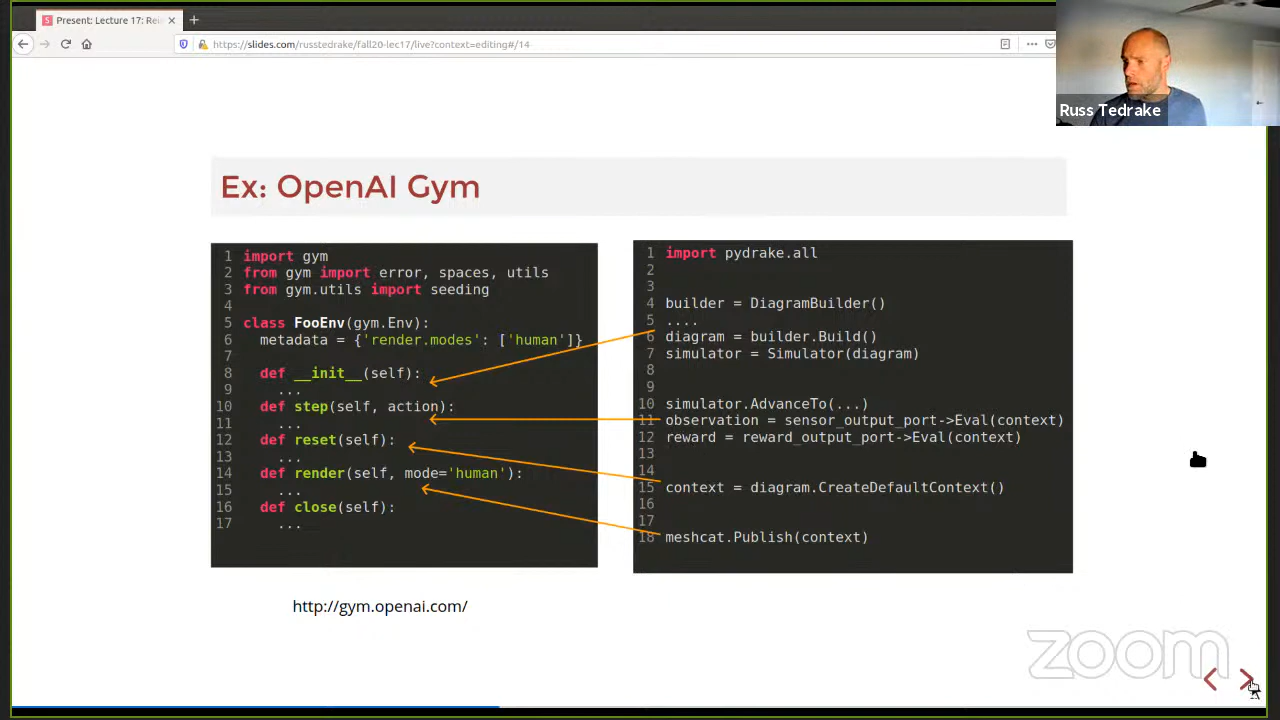 Present: Lecture 17: Rei
https://slides.com/russtedrake/fall20-lec17/live?context=editing#/14
Russ Tedrake
Ex: OpenAI Gym
1 import gym
2 from gym import error, spaces, utils
3 from gym.utils import seeding
4
5 class FooEnv(gym.Env):
6 metadata = {'render.modes': ['human']}
7
8 def __init__(self):
9 ...
10 def step(self, action):
11 ...
12 def reset(self):
13 ...
14 def render(self, mode='human'):
15 ...
16 def close(self):
17 ...
1 import pydrake.all
2
3
4 builder = DiagramBuilder()
5 ....
6 diagram = builder.Build()
7 simulator = Simulator(diagram)
8
9
10 simulator.AdvanceTo(...)
11 observation = sensor_output_port->Eval(context)
12 reward = reward_output_port->Eval(context)
13
14
15 context = diagram.CreateDefaultContext()
16
17
18 meshcat.Publish(context)
http://gym.openai.com/
zoom